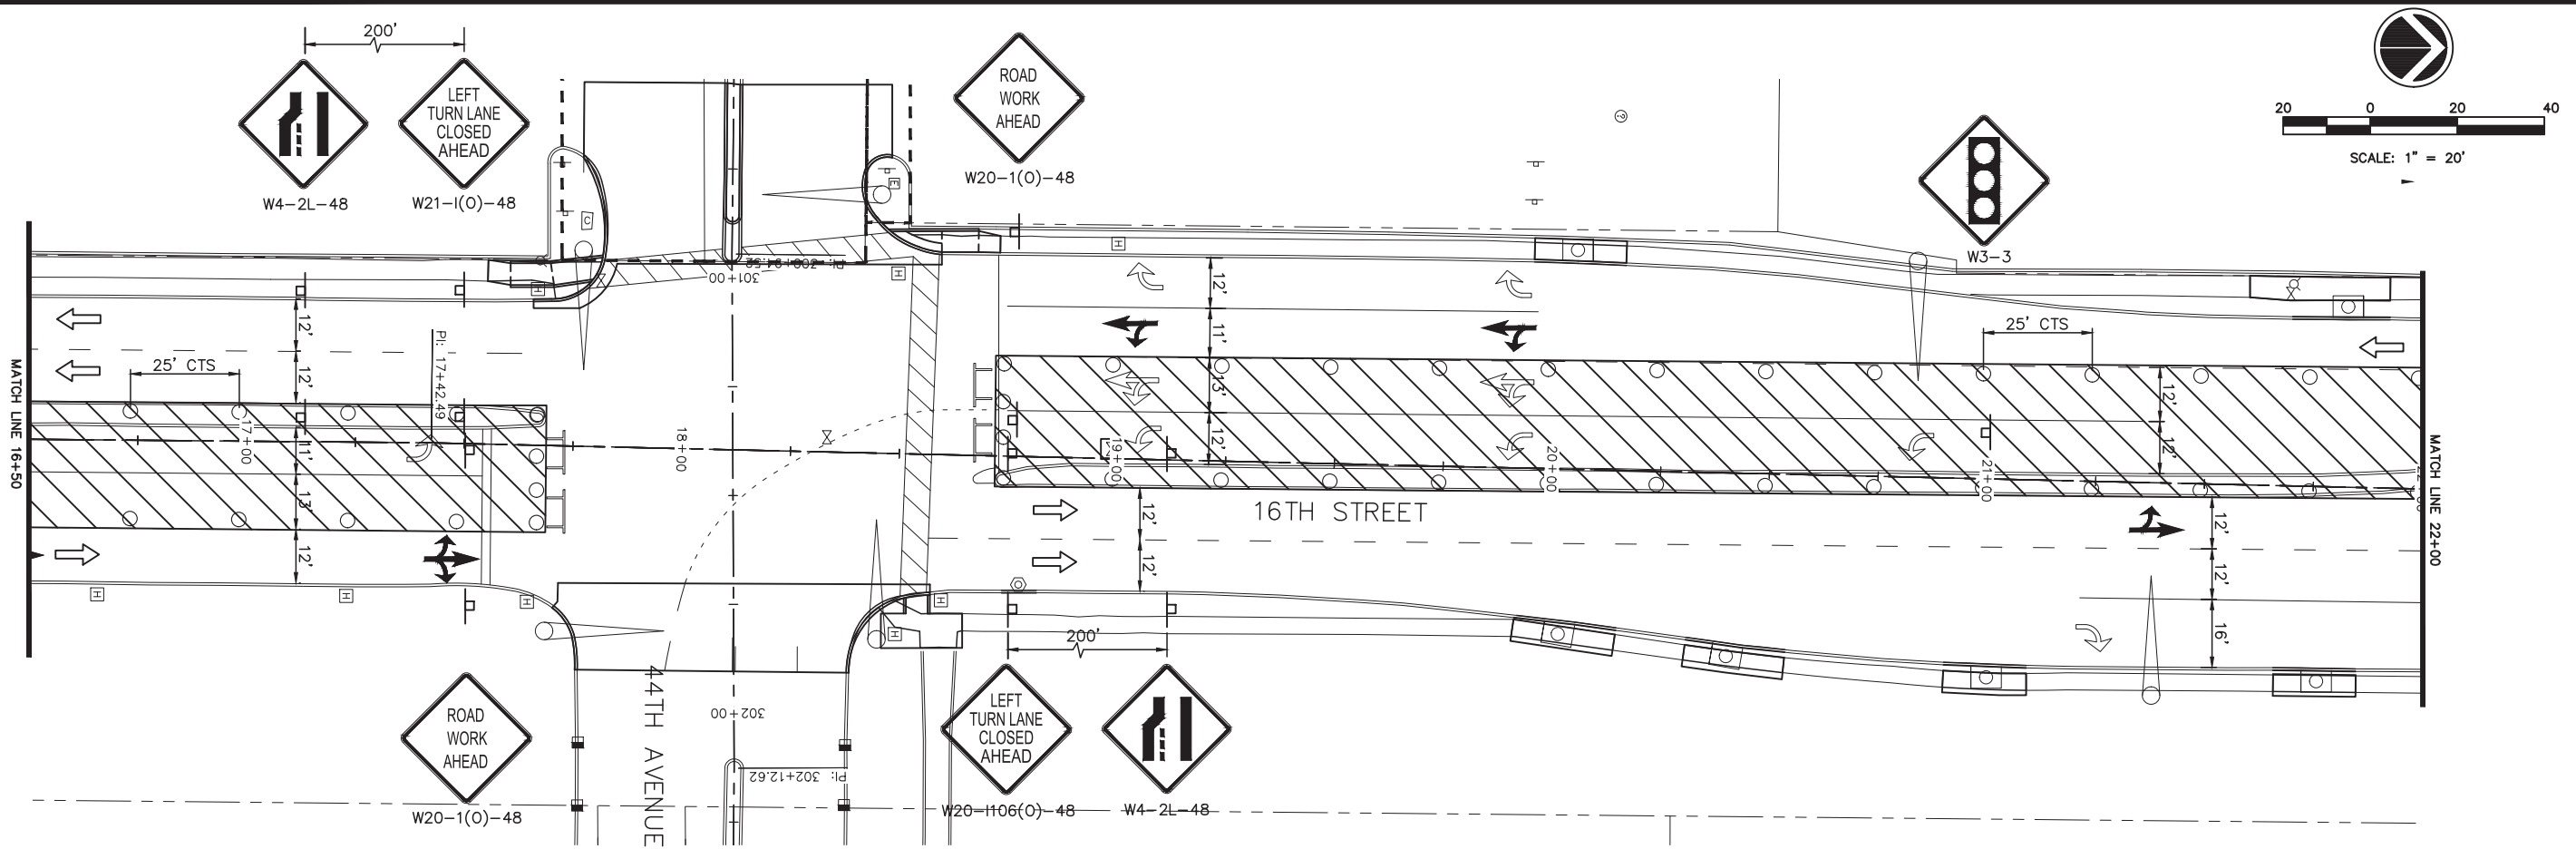 200'
LEFT
TURN LANE
CLOSED
AHEAD
W4-2L-48
W21-I(O)-48
ROAD
WORK
AHEAD
W20-1(O)-48
W3-3
20 0 20 40
SCALE: 1" = 20'
?
E
C
H
H
H
301+00
12'
12'
11'
13'
12'
25' CTS
PI: 17+42.49
17+00
MATCH LINE 16+50
18+00
12'
11'
13'
12'
19+00
20+00
21+00
25' CTS
12'
12'
MATCH LINE 22+00
16TH STREET
12'
12'
12'
12'
16'
H
H
H
H
H
200'
44TH AVENUE
302+00
PI: 302+12.62
ROAD
WORK
AHEAD
W20-1(O)-48
LEFT
TURN LANE
CLOSED
AHEAD
W20-I106(O)-48
W4-2L-48